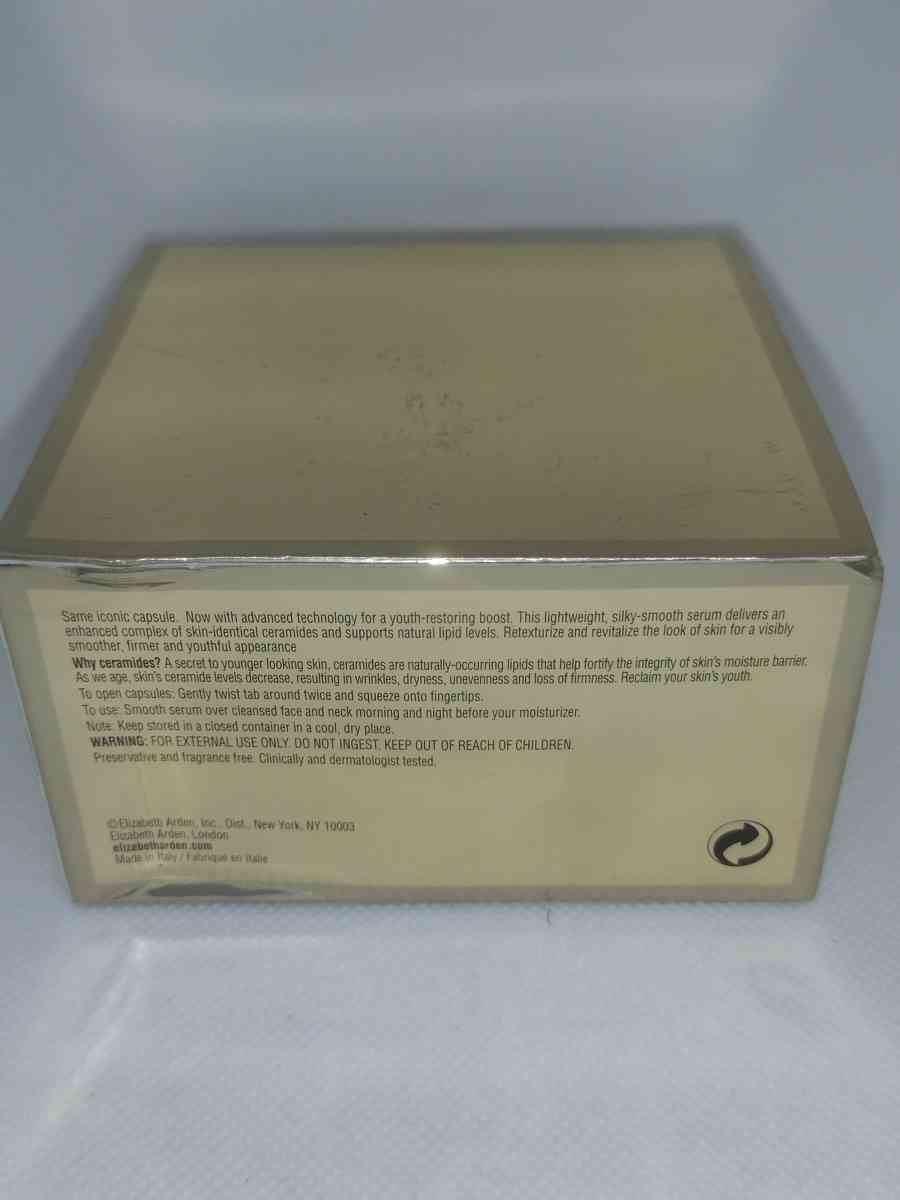 Same iconic capsule. Now with advanced technology for a youth-restoring boost. This lightweight, silky-smooth serum delivers an
enhanced complex of skin-identical ceramides and supports natural lipid levels. Retexturize and revitalize the look of skin for a visibly
smoother, firmer and youthful appearance
Why ceramides? A secret to younger looking skin, ceramides are naturally-occurring lipids that help fortify the integrity of skin's moisture barrier.
As we age, skin's ceramide levels decrease, resulting in wrinkles, dryness, unevenness and loss of firmness. Reclaim your skin's youth.
To open capsules: Gently twist tab around twice and squeeze onto fingertips.
To use: Smooth serum over cleansed face and neck morning and night before your moisturizer.
Note: Keep stored in a closed container in a cool, dry place.
WARNING: FOR EXTERNAL USE ONLY. DO NOT INGEST. KEEP OUT OF REACH OF CHILDREN.
Preservative and fragrance free. Clinically and dermatologist tested.
©Elizabeth Arden, Inc., Dist., New York, NY 10003
Elizabeth Arden, London
elizabetharden.com
Made in Italy / Fabriqué en Italie